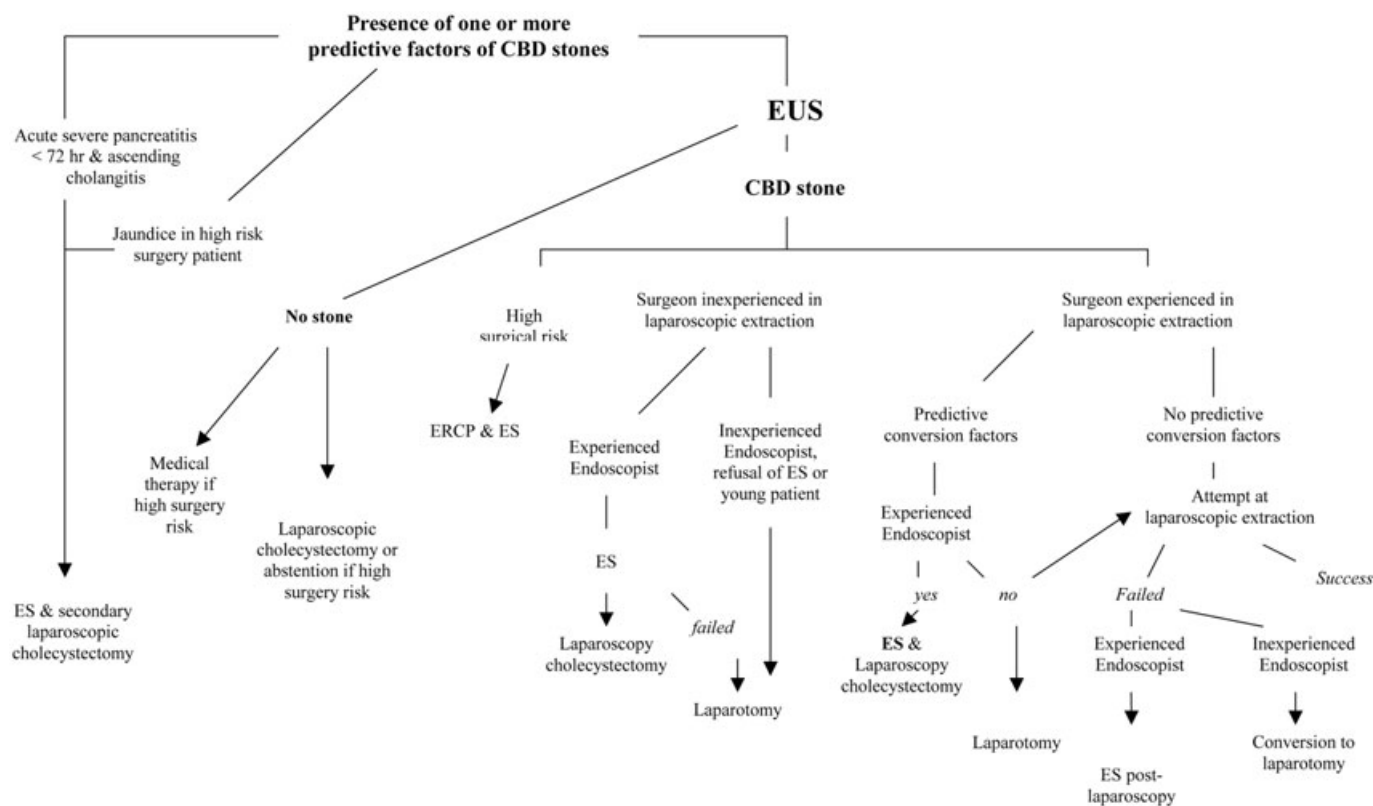 Presence of one or more
predictive factors of CBD stones
EUS
Acute severe pancreatitis
< 72 hr & ascending
cholangitis
CBD stone
Jaundice in high risk
surgery patient
No stone
High
surgical risk
Surgeon inexperienced in
laparoscopic extraction
Surgeon experienced in
laparoscopic extraction
ERCP & ES
Experienced
Endoscopist
Inexperienced
Endoscopist,
refusal of ES or
young patient
Predictive
conversion factors
No predictive
conversion factors
Medical
therapy if
high surgery
risk
Laparoscopic
cholecystectomy or
abstention if high
surgery risk
Experienced
Endoscopist
Attempt at
laparoscopic extraction
ES
failed
yes
no
Failed
Success
ES & secondary
laparoscopic
cholecystectomy
Laparoscopy
cholecystectomy
Laparotomy
ES &
Laparoscopy
cholecystectomy
Laparotomy
Experienced
Endoscopist
Inexperienced
Endoscopist
ES post-
laparoscopy
Conversion to
laparotomy